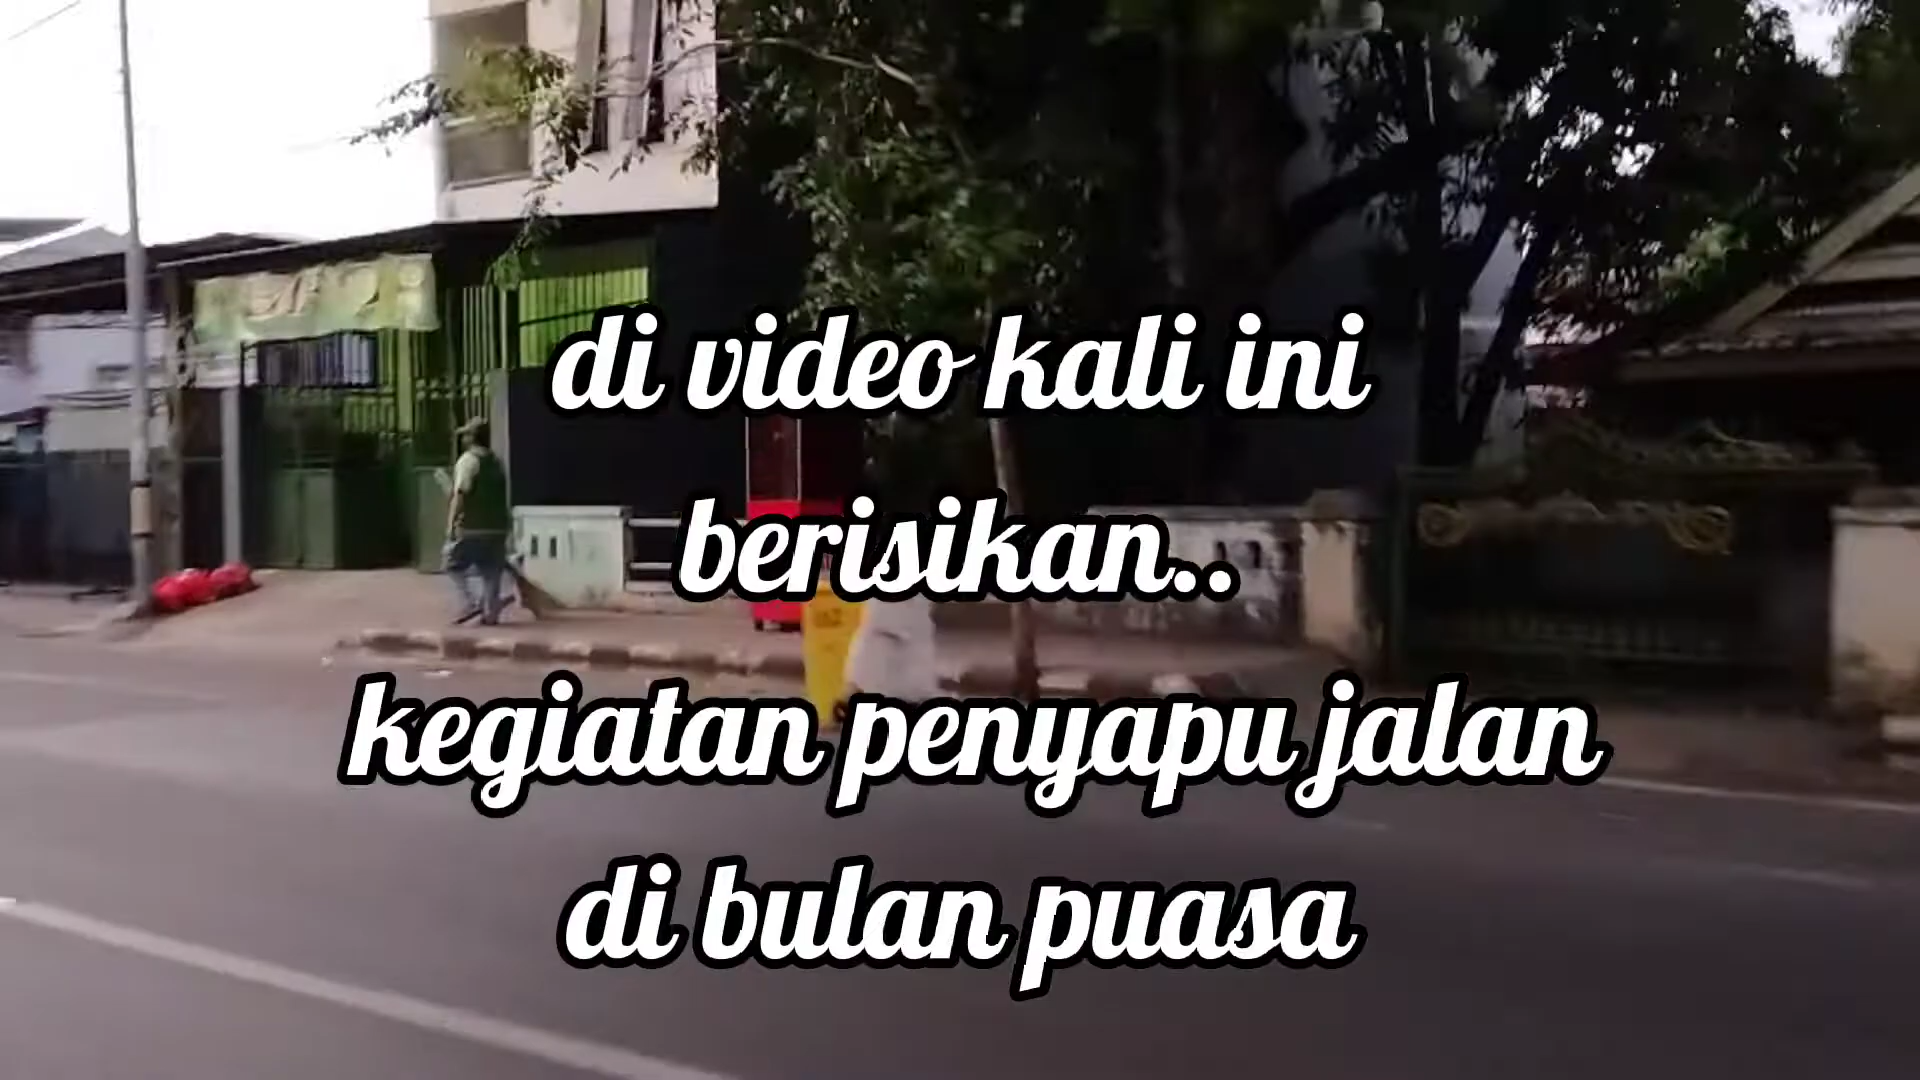 di video kali ini
berisikan..
kegiatan penyapu jalan
di bulan puasa